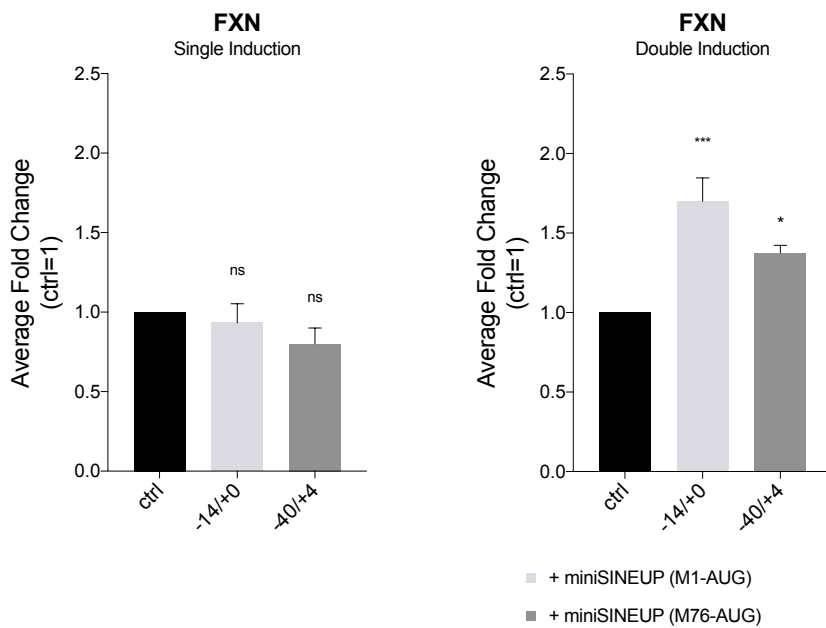 FXN
Single Induction
Average Fold Change
(ctrl=1)
2.5
2.0
1.5
1.0
0.5
0.0
ns
ns
ctrl
-14/+0
-40/+4
FXN
Double Induction
Average Fold Change
(ctrl=1)
2.5
2.0
1.5
1.0
0.5
0.0
***
*
ctrl
-14/+0
-40/+4
+ miniSINEUP (M1-AUG)
+ miniSINEUP (M76-AUG)